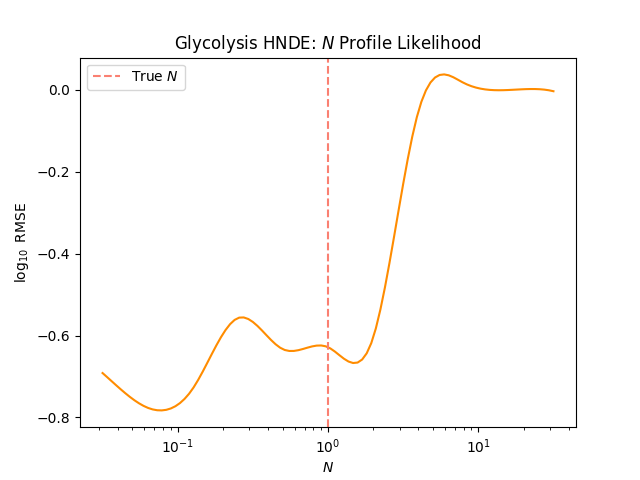 Glycolysis HNDE: N Profile Likelihood
True N
0.0
−0.2
−0.4
−0.6
−0.8
log₁₀ RMSE
10⁻¹
10⁰
10¹
N